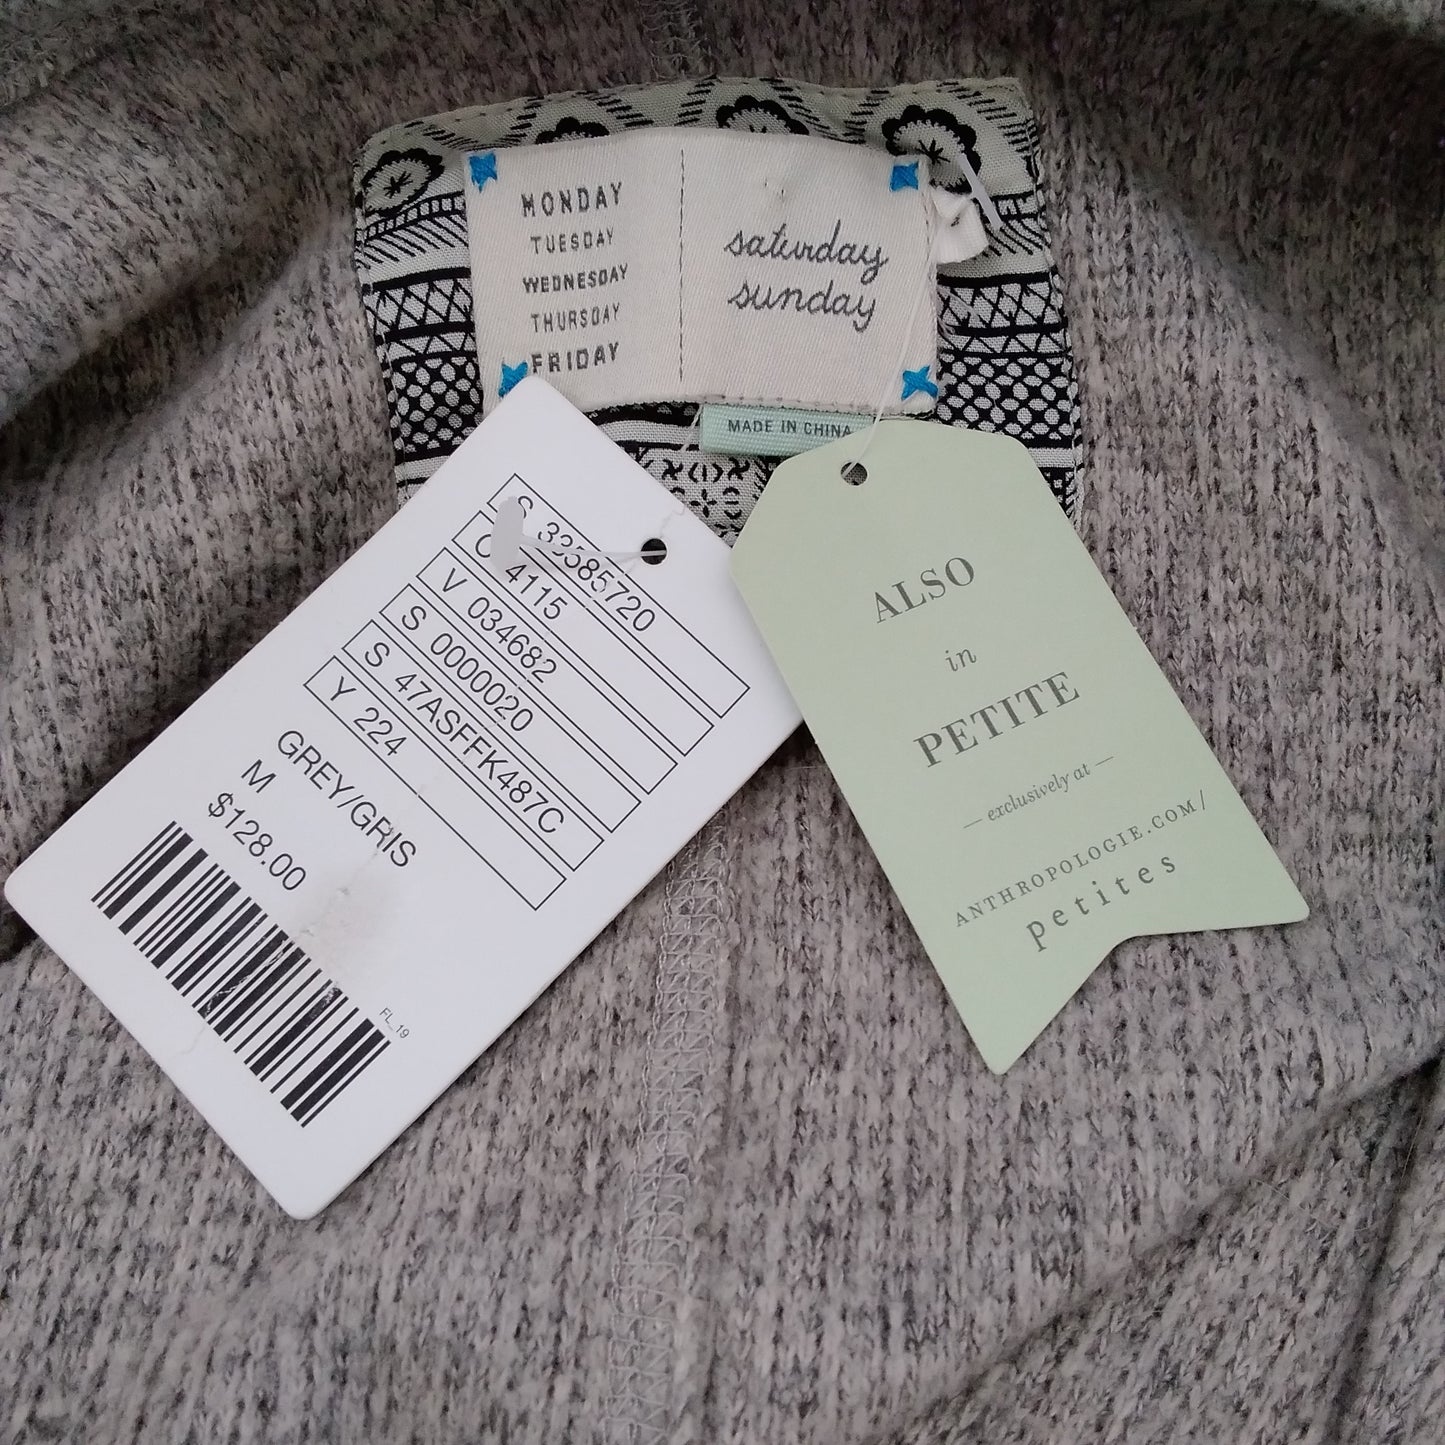 MONDAY
TUESDAY
WEDNESDAY
THURSDAY
FRIDAY
saturday
sunday
MADE IN CHINA
S 33585720
C 4115
V 034682
S 0000020
S 47ASFFK487C
Y 224
GREY/GRIS
M
$128.00
FL_19
ALSO
in
PETITE
— exclusively at —
ANTHROPOLOGIE.COM/
petites